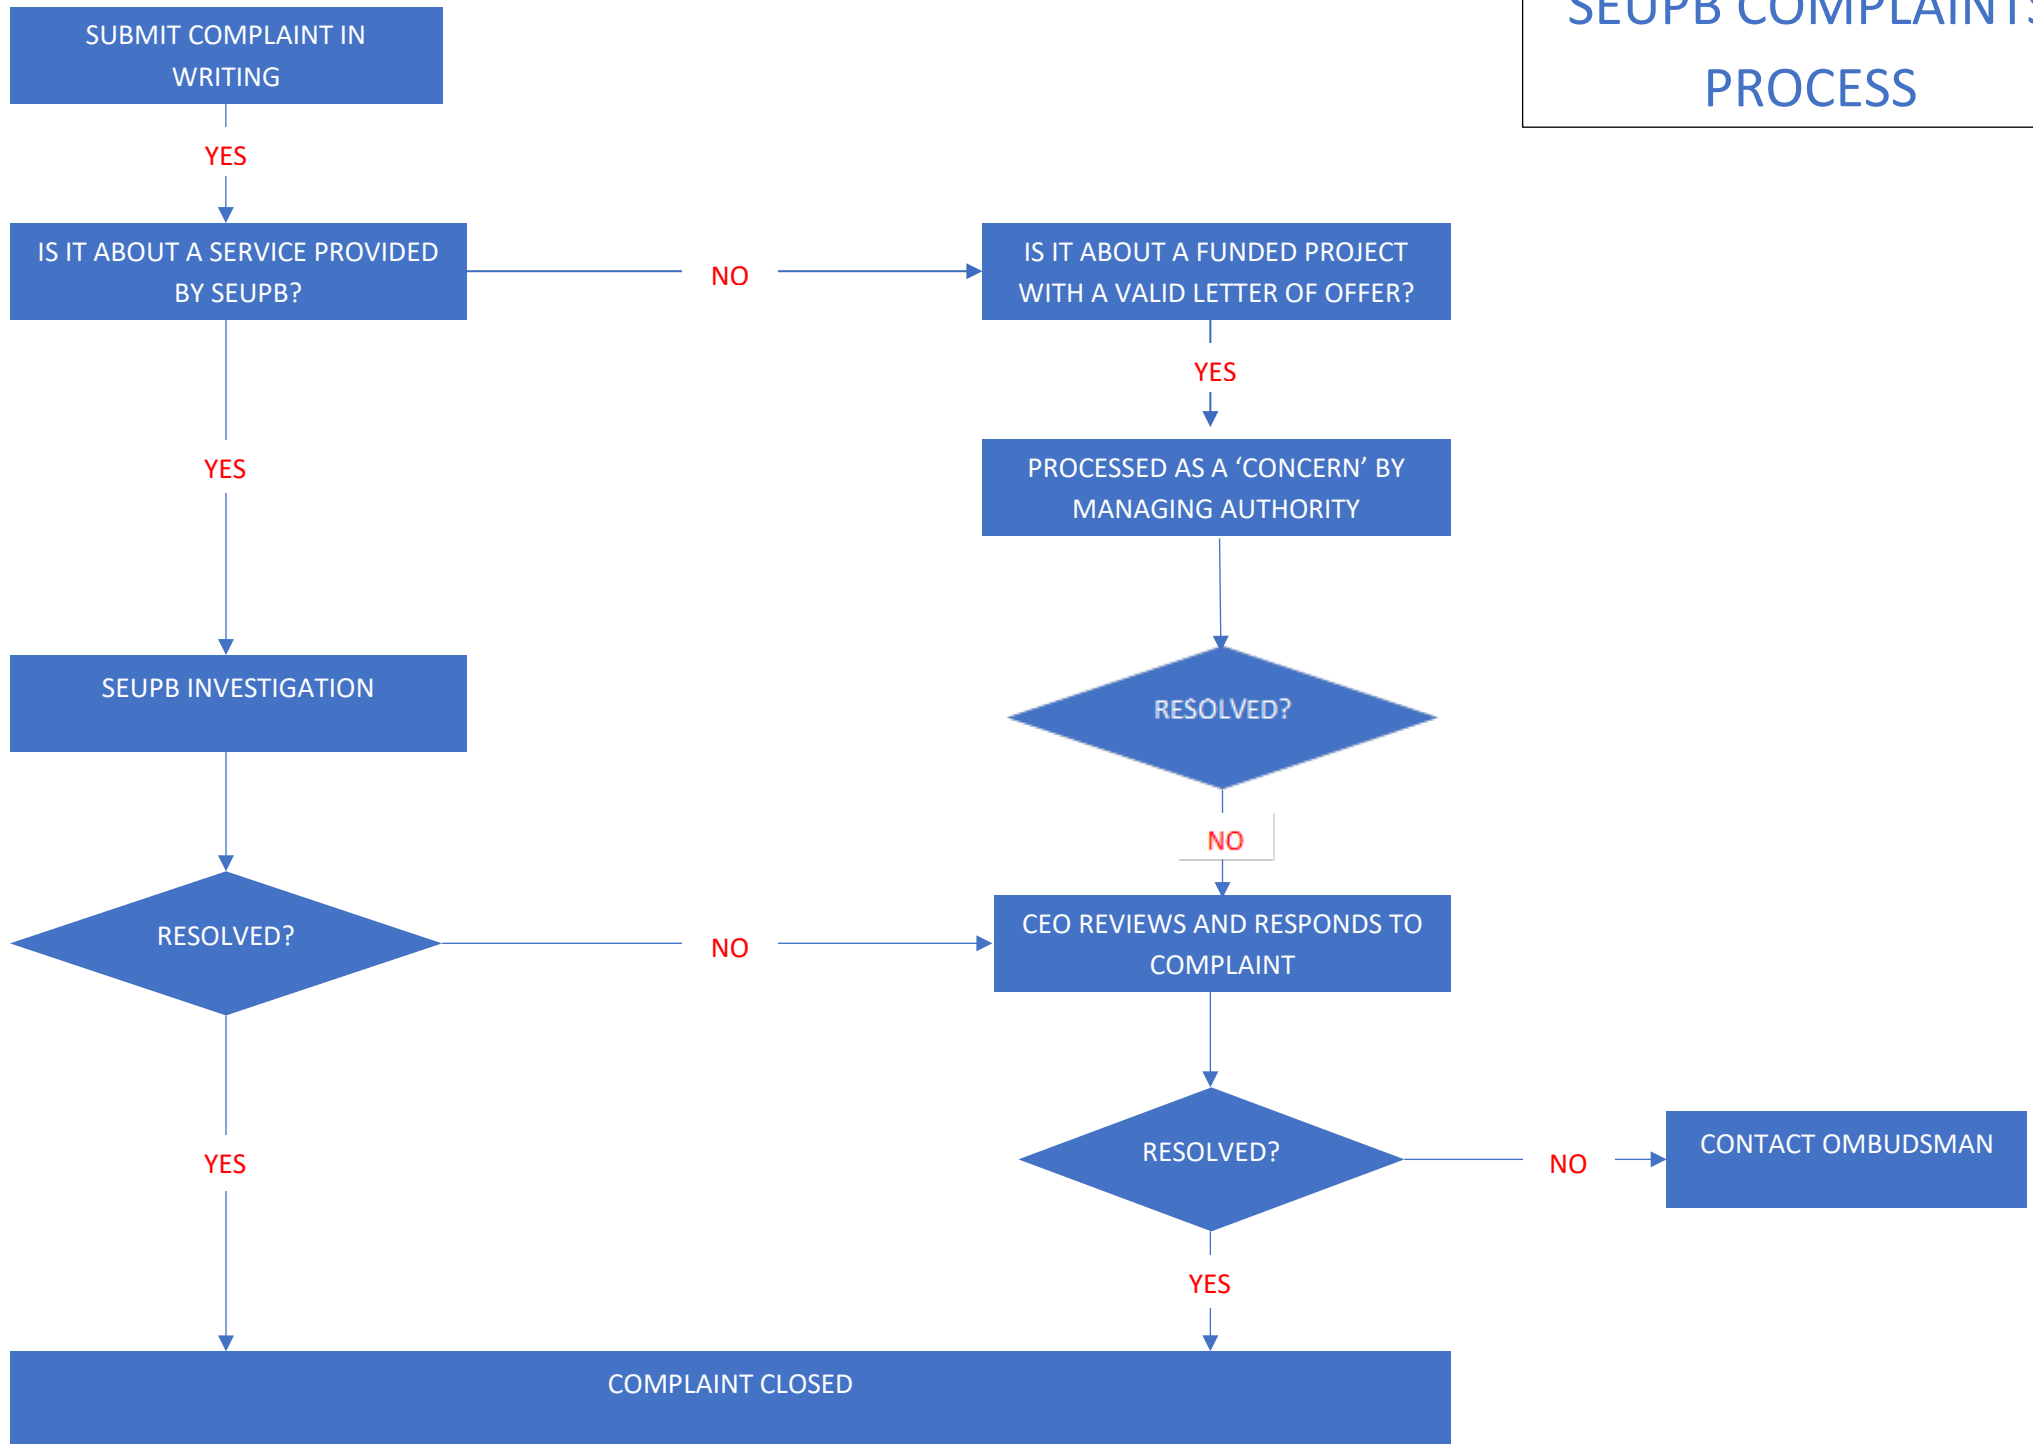 SEUPB COMPLAINTS
PROCESS
SUBMIT COMPLAINT IN
WRITING
YES
IS IT ABOUT A SERVICE PROVIDED
BY SEUPB?
NO
IS IT ABOUT A FUNDED PROJECT
WITH A VALID LETTER OF OFFER?
YES
YES
PROCESSED AS A ‘CONCERN’ BY
MANAGING AUTHORITY
SEUPB INVESTIGATION
RESOLVED?
NO
RESOLVED?
NO
CEO REVIEWS AND RESPONDS TO
COMPLAINT
YES
RESOLVED?
NO
CONTACT OMBUDSMAN
YES
COMPLAINT CLOSED